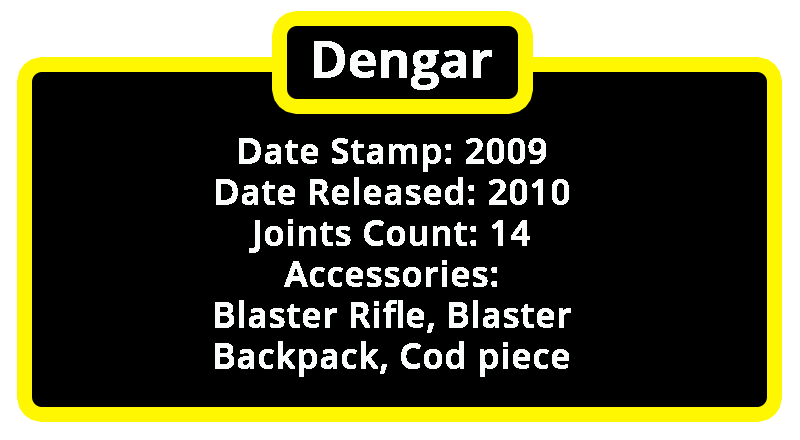 Dengar
Date Stamp: 2009
Date Released: 2010
Joints Count: 14
Accessories:
Blaster Rifle, Blaster
Backpack, Cod piece